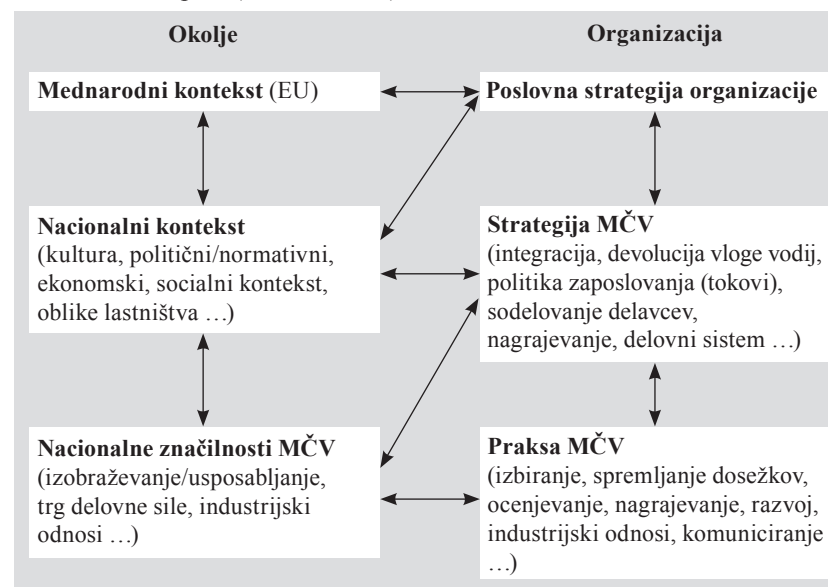 Okolje
Organizacija
Mednarodni kontekst (EU)
Poslovna strategija organizacije
Nacionalni kontekst
(kultura, politični/normativni,
ekonomski, socialni kontekst,
oblike lastništva …)
Strategija MČV
(integracija, devolucija vloge vodij,
politika zaposlovanja (tokovi),
sodelovanje delavcev,
nagrajevanje, delovni sistem …)
Nacionalne značilnosti MČV
(izobraževanje/usposabljanje,
trg delovne sile, industrijski
odnosi …)
Praksa MČV
(izbiranje, spremljanje dosežkov,
ocenjevanje, nagrajevanje, razvoj,
industrijski odnosi, komuniciranje
…)